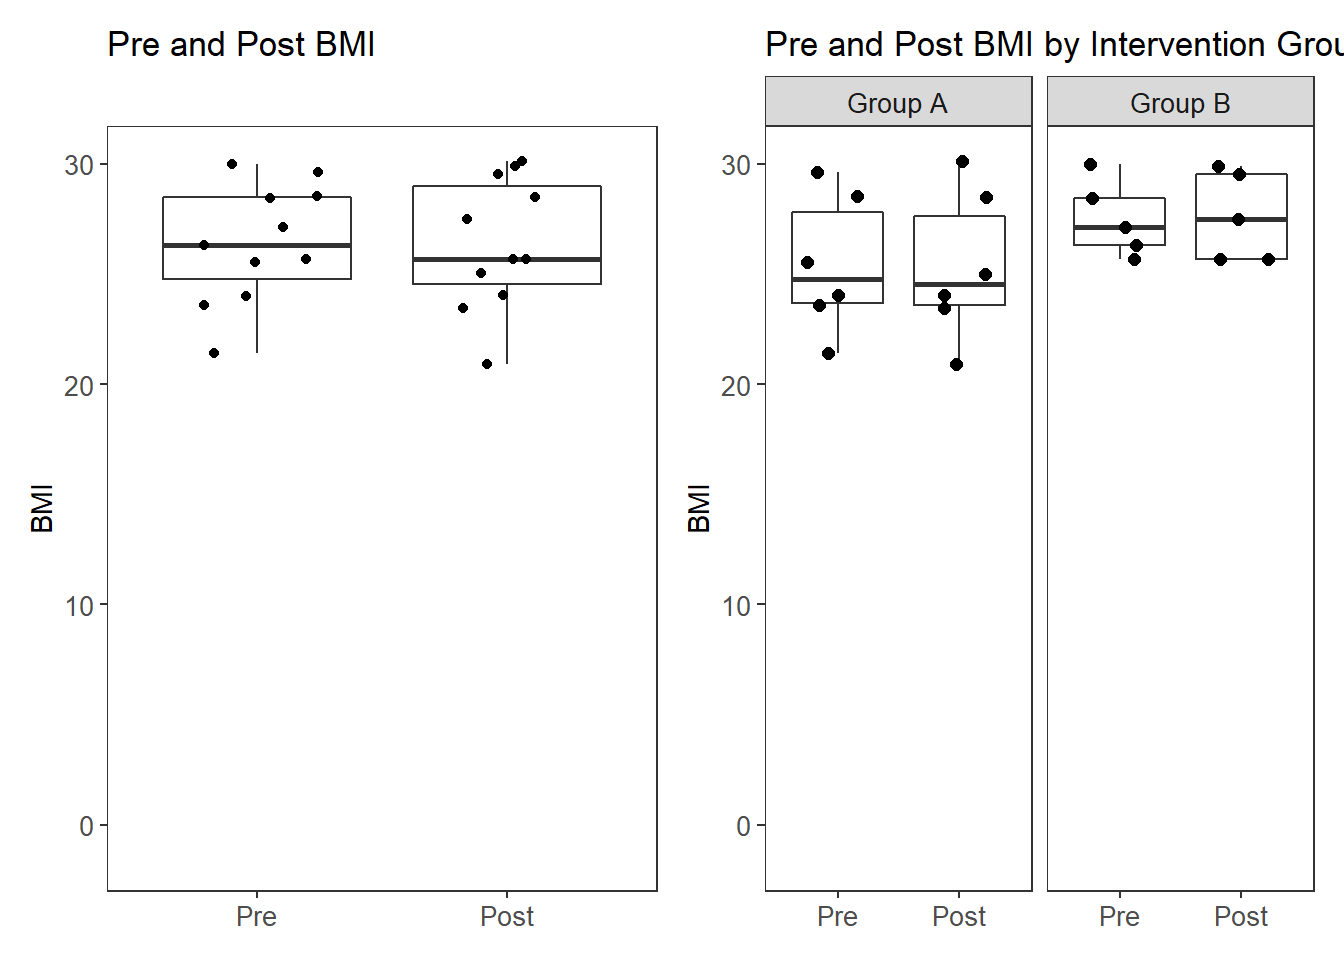 Pre and Post BMI
30
20
10
0
BMI
Pre Post
Pre and Post BMI by Intervention Grou
Group A Group B
30
20
10
0
BMI
Pre Post Pre Post